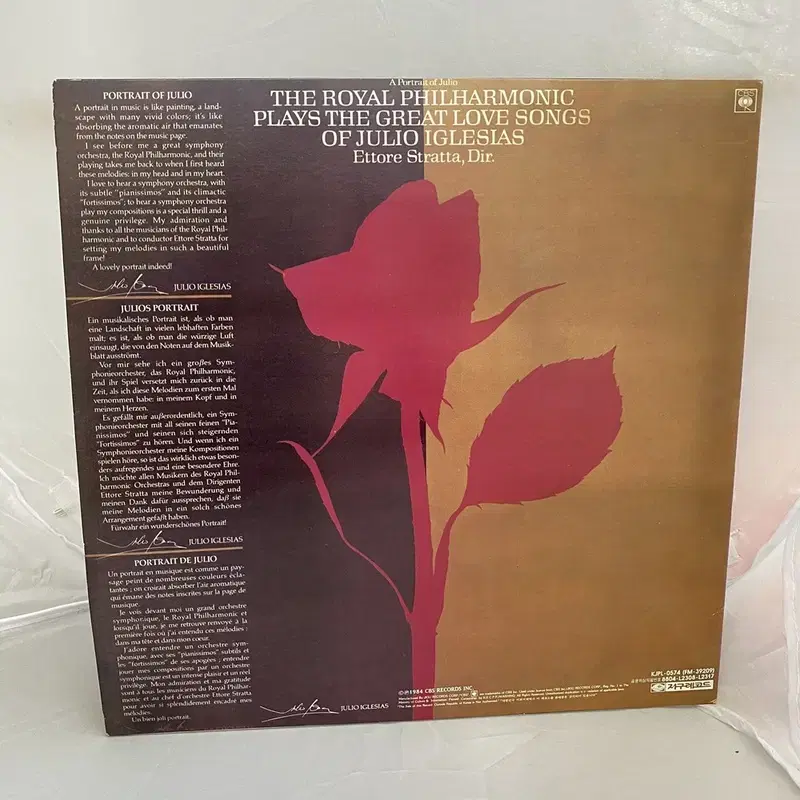 A Portrait of Julio
THE ROYAL PHILHARMONIC
PLAYS THE GREAT LOVE SONGS
OF JULIO IGLESIAS
Ettore Stratta, Dir.
CBS
PORTRAIT OF JULIO
A portrait in music is like painting, a land-
scape with many vivid colors; it's like
absorbing the aromatic air that emanates
from the notes on the music page.
I see before me a great symphony
orchestra, the Royal Philharmonic, and their
playing takes me back to when I first heard
these melodies: in my head and in my heart.
I love to hear a symphony orchestra, with
its subtle "pianissimos" and its climactic
"fortissimos"; to hear a symphony orchestra
play my compositions is a special thrill and a
genuine privilege. My admiration and
thanks to all the musicians of the Royal Phil-
harmonic and to conductor Ettore Stratta for
setting my melodies in such a beautiful
frame!
A lovely portrait indeed!
JULIO IGLESIAS
JULIOS PORTRAIT
Ein musikalisches Portrait ist, als ob man
eine Landschaft in vielen lebhaften Farben
malt; es ist, als ob man die würzige Luft
einsaugt, die von den Noten auf dem Musik-
blatt ausströmt.
Vor mir sehe ich ein großes Sym-
phonieorchester, das Royal Philharmonic,
und ihr Spiel versetzt mich zurück in die
Zeit, als ich diese Melodien zum ersten Mal
vernommen habe: in meinem Kopf und in
meinem Herzen.
Es gefällt mir außerordentlich, ein Sym-
phonieorchester mit all seinen feinen "Pia-
nissimos" und seinen sich steigernden
"Fortissimos" zu hören. Und wenn ich ein
Symphonieorchester meine Kompositionen
spielen höre, so ist das wirklich etwas beson-
ders aufregendes und eine besondere Ehre.
Ich möchte allen Musikern des Royal Phil-
harmonic Orchestras und dem Dirigenten
Ettore Stratta meine Bewunderung und
meinen Dank dafür aussprechen, daß sie
meine Melodien in ein solch schönes
Arrangement gefaßt haben.
Fürwahr ein wunderschönes Portrait!
JULIO IGLESIAS
PORTRAIT DE JULIO
Un portrait en musique est comme un pay-
sage peint de nombreuses couleurs écla-
tantes; on croirait absorber l'air aromatique
qui émane des notes inscrites sur la page de
musique.
Je vois devant moi un grand orchestre
symphonique, le Royal Philharmonic et
lorsqu'il joue, je me retrouve renvoyé à la
première fois où j'ai entendu ces mélodies:
dans ma tête et dans mon coeur.
J'adore entendre un orchestre sym-
phonique, avec ses "pianissimos" subtils et
les "fortissimos" de ses apogées; entendre
jouer mes compositions par un orchestre
symphonique est un intense plaisir et un réel
privilège. Mon admiration et ma gratitude
vont à tous les musiciens du Royal Philhar-
monic et au chef d'orchestre Ettore Stratta
pour avoir si splendidement encadré mes
mélodies.
Un bien joli portrait.
JULIO IGLESIAS
©℗ 1984 CBS RECORDS INC.
KJPL-0574 (FM-39209)
8804-L2308-L2317
지구레코드